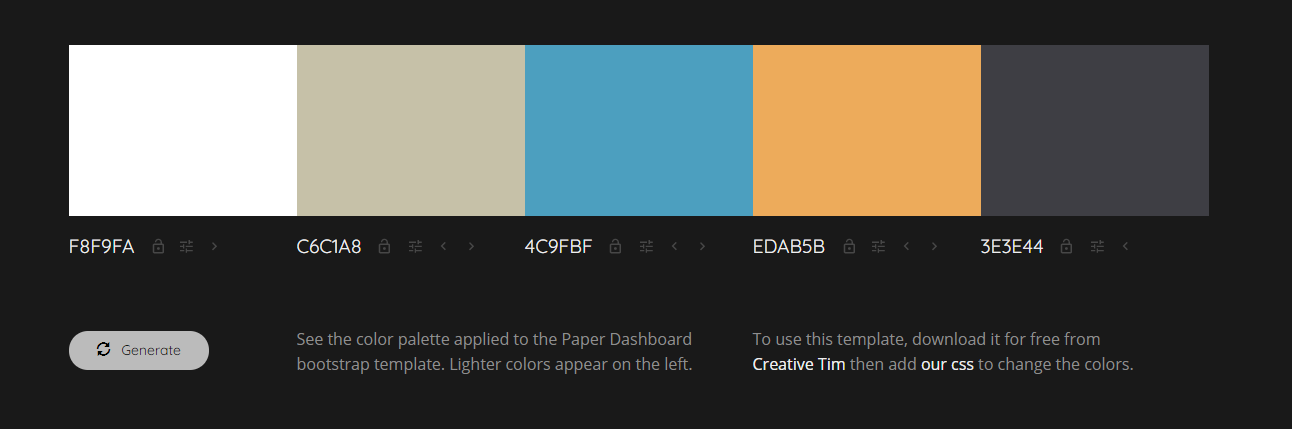 F8F9FA
C6C1A8
4C9FBF
EDAB5B
3E3E44
Generate
See the color palette applied to the Paper Dashboard
bootstrap template. Lighter colors appear on the left.
To use this template, download it for free from
Creative Tim then add our css to change the colors.